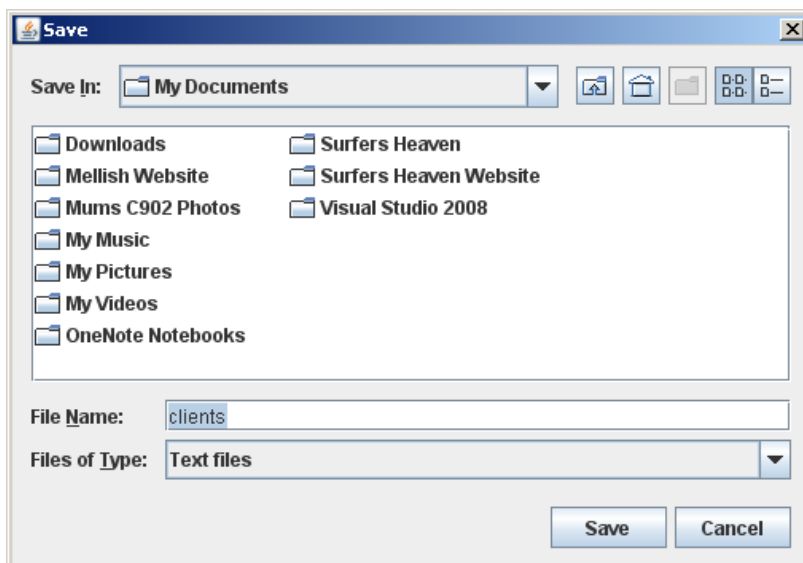 Save
Save In: My Documents
Downloads
Mellish Website
Mums C902 Photos
My Music
My Pictures
My Videos
OneNote Notebooks
Surfers Heaven
Surfers Heaven Website
Visual Studio 2008
File Name: clients
Files of Type: Text files
Save Cancel